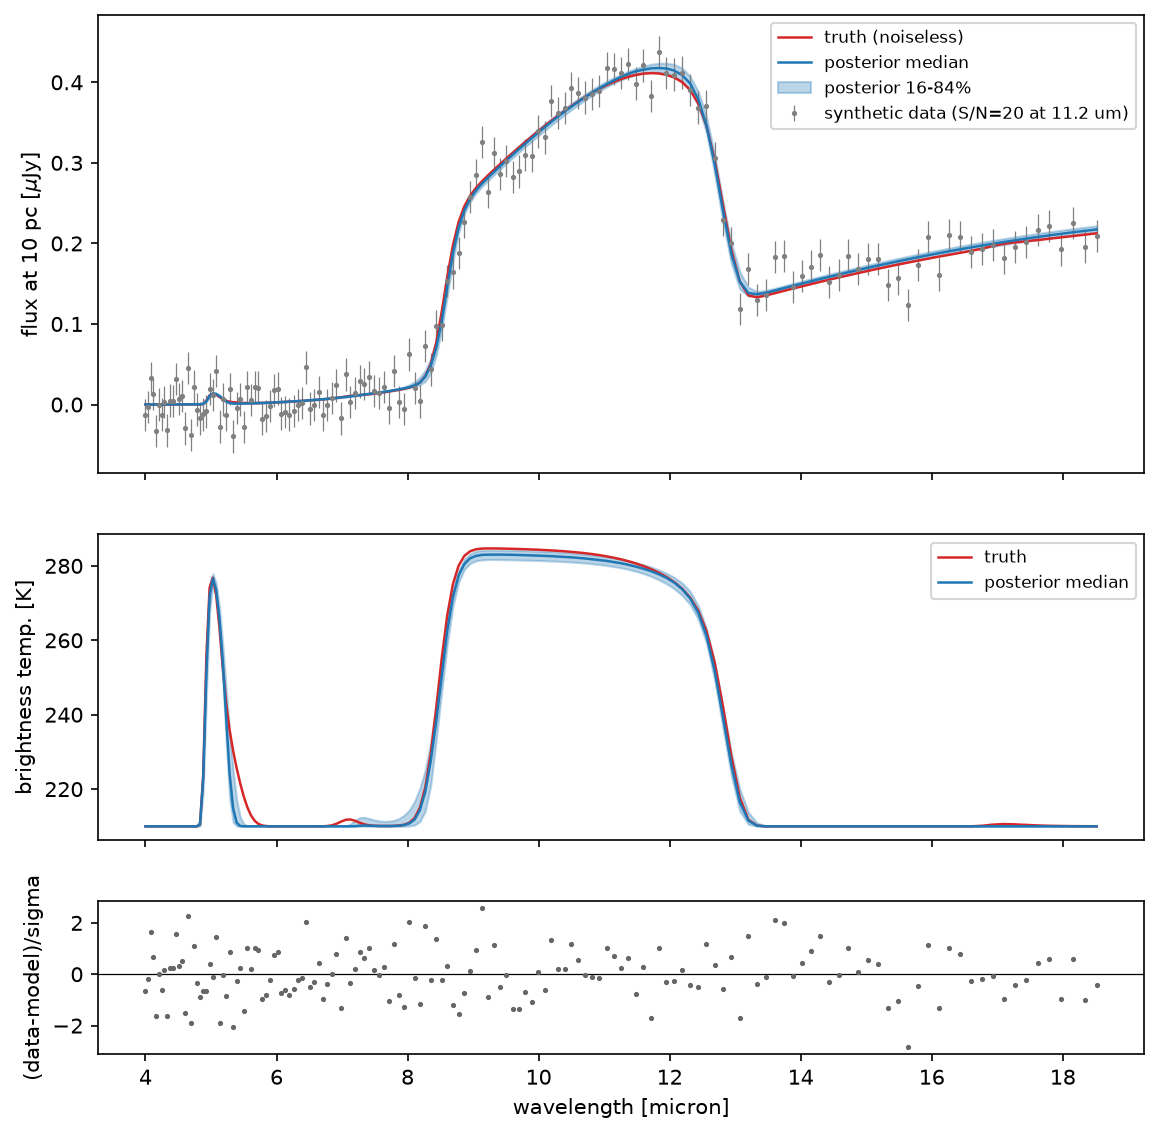 flux at 10 pc [μJy]
0.4
0.3
0.2
0.1
0.0
truth (noiseless)
posterior median
posterior 16-84%
synthetic data (S/N=20 at 11.2 um)
brightness temp. [K]
280
260
240
220
truth
posterior median
(data-model)/sigma
2
0
−2
4 6 8 10 12 14 16 18
wavelength [micron]